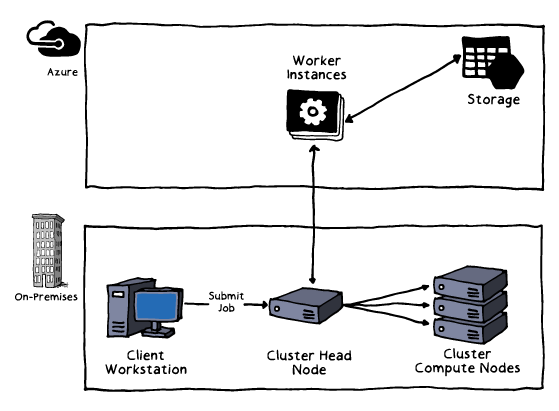 Azure
Worker
Instances
Storage
On-Premises
Submit
Job
Client
Workstation
Cluster Head
Node
Cluster
Compute Nodes